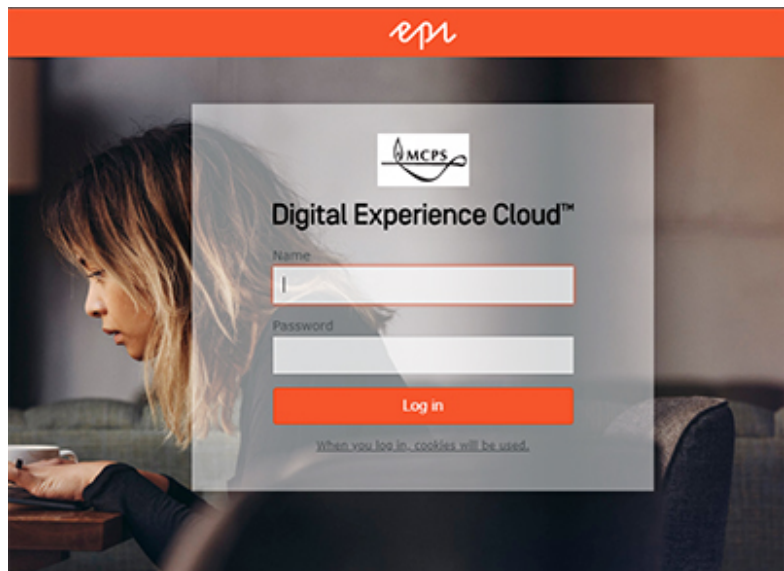 epi
MCPS
Digital Experience Cloud™
Name
Password
Log in
When you log in, cookies will be used.